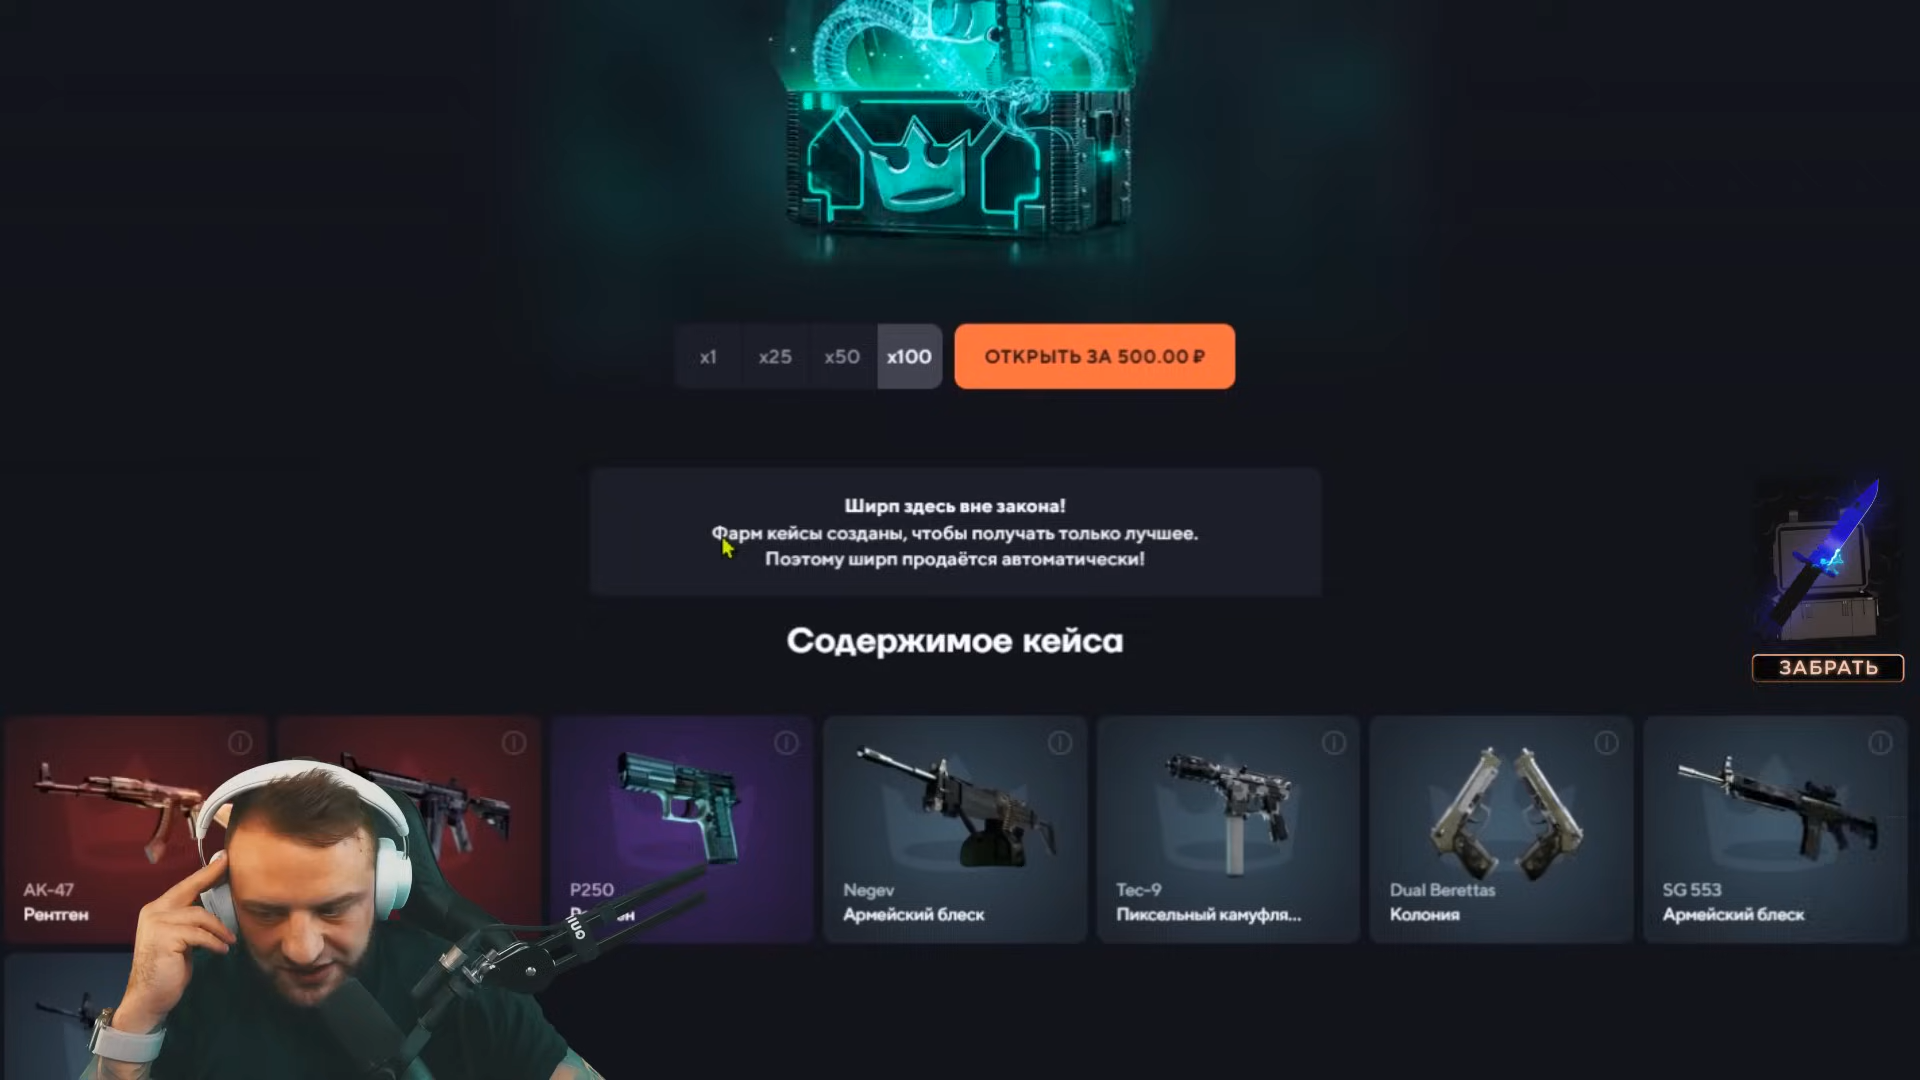 x1
x25
x50
x100
ОТКРЫТЬ ЗА 500.00 ₽
Ширп здесь вне закона!
Фарм кейсы созданы, чтобы получать только лучшее.
Поэтому ширп продаётся автоматически!
ЗАБРАТЬ
Содержимое кейса
AK-47
Рентген
P250
Negev
Армейский блеск
Tec-9
Пиксельный камуфля...
Dual Berettas
Колония
SG 553
Армейский блеск